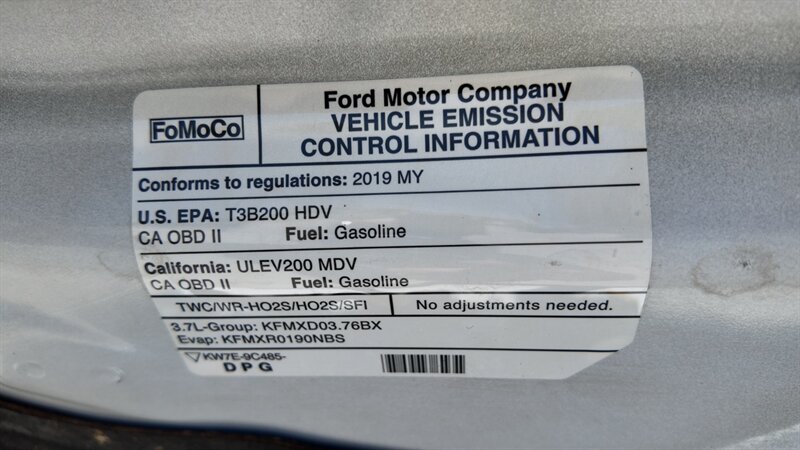 FoMoCo
Ford Motor Company
VEHICLE EMISSION
CONTROL INFORMATION
Conforms to regulations: 2019 MY
U.S. EPA: T3B200 HDV
CA OBD II Fuel: Gasoline
California: ULEV200 MDV
CA OBD II Fuel: Gasoline
TWC/WR-HO2S/HO2S/SFI No adjustments needed.
3.7L-Group: KFMXD03.76BX
Evap: KFMXR0190NBS
KW7E-9C485-
DPG